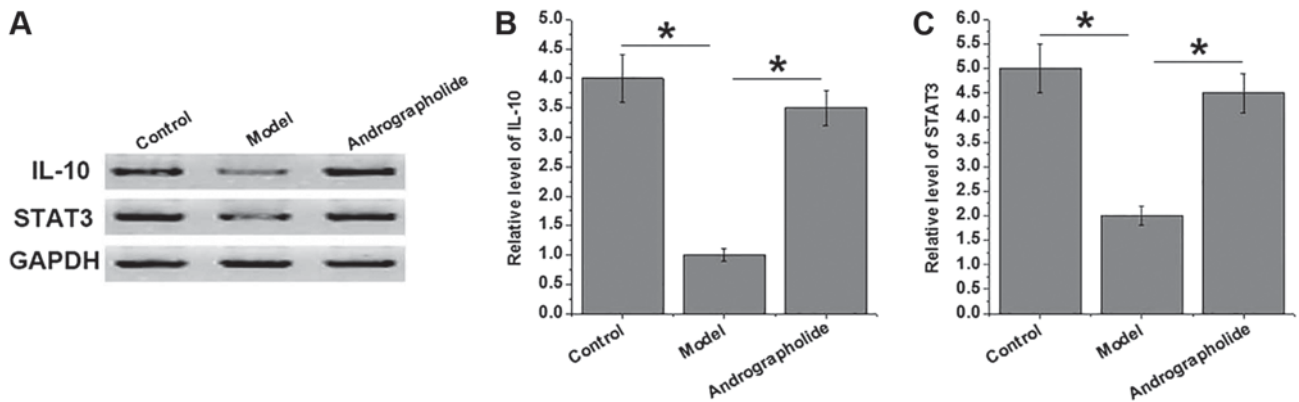 A
Control
Model
Andrographolide
IL-10
STAT3
GAPDH
B
Relative level of IL-10
5.0
4.5
4.0
3.5
3.0
2.5
2.0
1.5
1.0
0.5
0.0
*
*
Control
Model
Andrographolide
C
Relative level of STAT3
6.0
5.5
5.0
4.5
4.0
3.5
3.0
2.5
2.0
1.5
1.0
0.5
0.0
*
*
Control
Model
Andrographolide